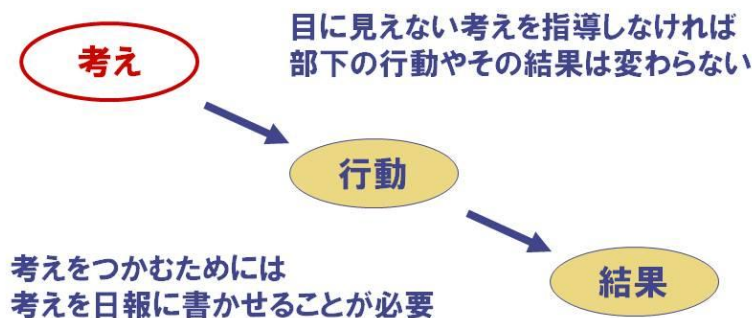 目に見えない考えを指導しなければ
部下の行動やその結果は変わらない
考え
行動
結果
考えをつかむためには
考えを日報に書かせることが必要